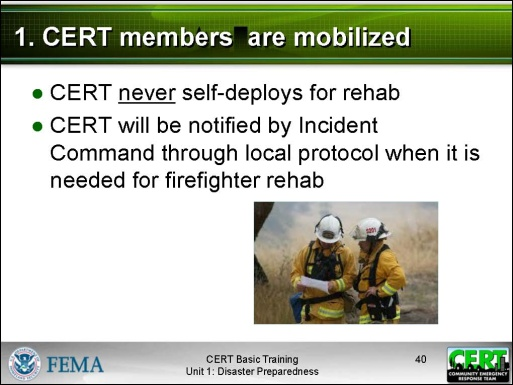 1. CERT members are mobilized
● CERT never self-deploys for rehab
● CERT will be notified by Incident
Command through local protocol when it is
needed for firefighter rehab
FEMA
CERT Basic Training
Unit 1: Disaster Preparedness
40
CERT
COMMUNITY EMERGENCY
RESPONSE TEAM